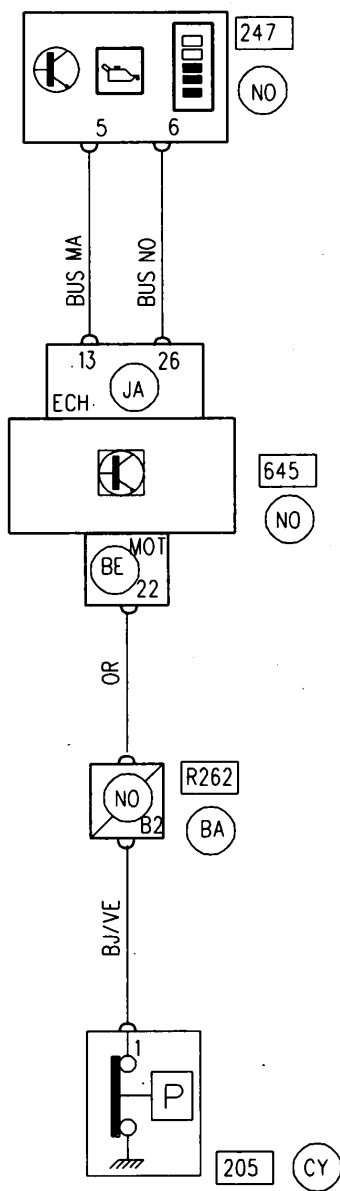 247
NO
5 6
BUS MA
BUS NO
13 26
JA
ECH
645
NO
MOT
BE
22
OR
R262
NO
B2
BA
BJ/VE
1
P
205 CY